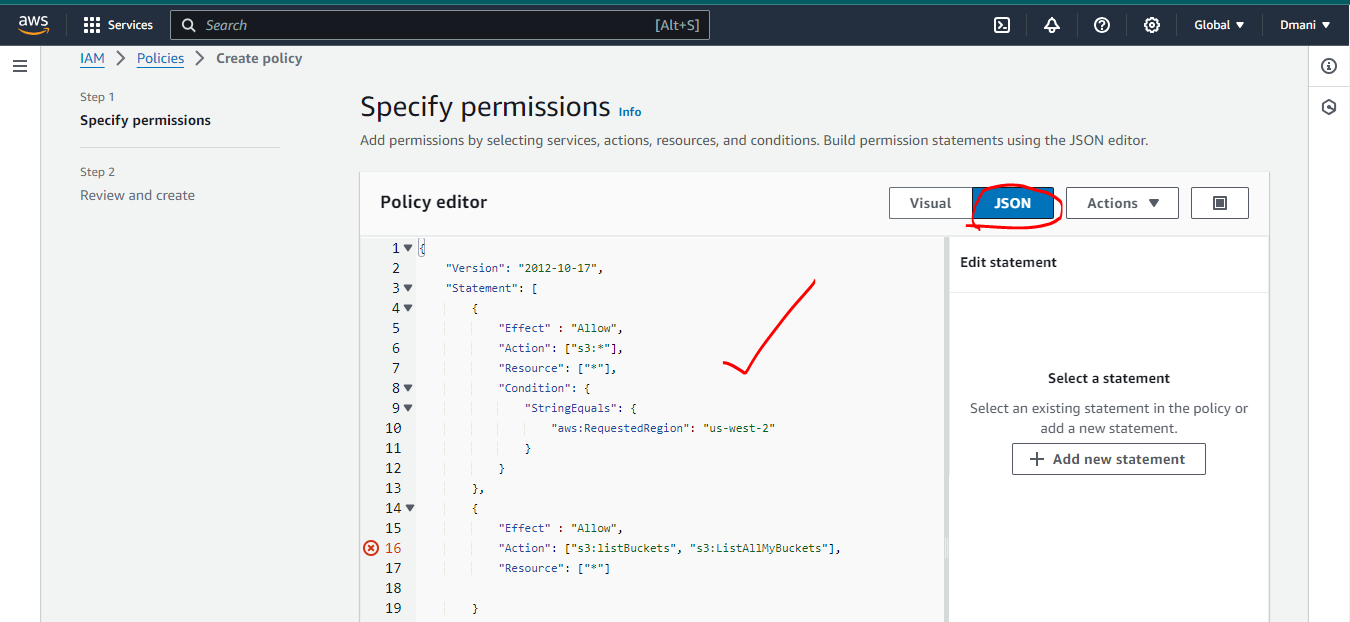 aws Services Search [Alt+S] Global ▼ Dmani ▼
IAM > Policies > Create policy
Step 1
Specify permissions
Step 2
Review and create
Specify permissions Info
Add permissions by selecting services, actions, resources, and conditions. Build permission statements using the JSON editor.
Policy editor
Visual JSON Actions ▼
1 {
2 "Version": "2012-10-17",
3 "Statement": [
4 {
5 "Effect" : "Allow",
6 "Action": ["s3:*"],
7 "Resource": ["*"],
8 "Condition": {
9 "StringEquals": {
10 "aws:RequestedRegion": "us-west-2"
11 }
12 }
13 },
14 {
15 "Effect" : "Allow",
16 "Action": ["s3:listBuckets", "s3:ListAllMyBuckets"],
17 "Resource": ["*"]
18
19 }
Edit statement
Select a statement
Select an existing statement in the policy or
add a new statement.
+ Add new statement